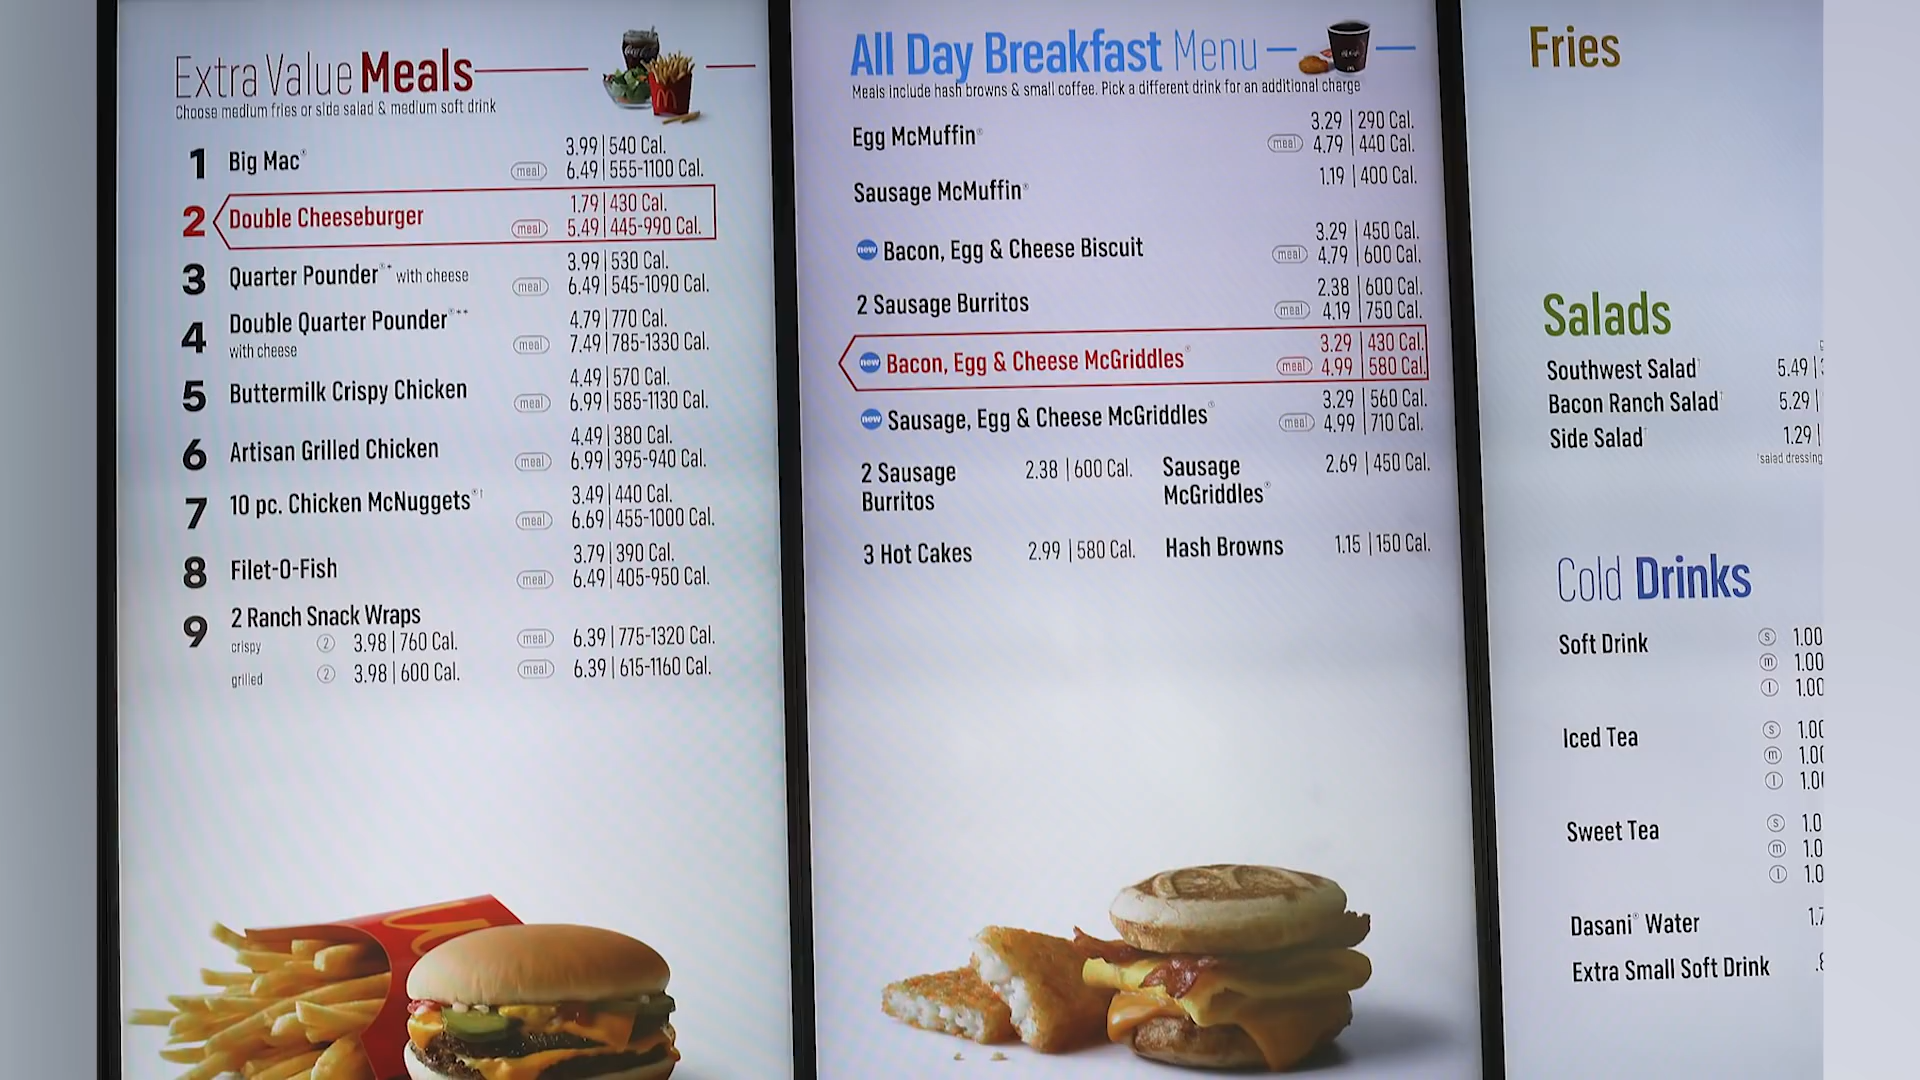 Extra Value Meals
Choose medium fries or side salad & medium soft drink
1 Big Mac® 3.99 | 540 Cal.
meal 6.49 | 555-1100 Cal.
2 Double Cheeseburger 1.79 | 430 Cal.
meal 5.49 | 445-990 Cal.
3 Quarter Pounder®* with cheese 3.99 | 530 Cal.
meal 6.49 | 545-1090 Cal.
4 Double Quarter Pounder®** 4.79 | 770 Cal.
with cheese meal 7.49 | 785-1330 Cal.
5 Buttermilk Crispy Chicken 4.49 | 570 Cal.
meal 6.99 | 585-1130 Cal.
6 Artisan Grilled Chicken 4.49 | 380 Cal.
meal 6.99 | 395-940 Cal.
7 10 pc. Chicken McNuggets®† 3.49 | 440 Cal.
meal 6.69 | 455-1000 Cal.
8 Filet-O-Fish 3.79 | 390 Cal.
meal 6.49 | 405-950 Cal.
9 2 Ranch Snack Wraps
crispy 2 3.98 | 760 Cal. meal 6.39 | 775-1320 Cal.
grilled 2 3.98 | 600 Cal. meal 6.39 | 615-1160 Cal.
All Day Breakfast Menu
Meals include hash browns & small coffee. Pick a different drink for an additional charge
Egg McMuffin® 3.29 | 290 Cal.
meal 4.79 | 440 Cal.
Sausage McMuffin® 1.19 | 400 Cal.
new Bacon, Egg & Cheese Biscuit 3.29 | 450 Cal.
meal 4.79 | 600 Cal.
2 Sausage Burritos 2.38 | 600 Cal.
meal 4.19 | 750 Cal.
new Bacon, Egg & Cheese McGriddles® 3.29 | 430 Cal.
meal 4.99 | 580 Cal.
new Sausage, Egg & Cheese McGriddles® 3.29 | 560 Cal.
meal 4.99 | 710 Cal.
2 Sausage Burritos 2.38 | 600 Cal.
Sausage McGriddles® 2.69 | 450 Cal.
3 Hot Cakes 2.99 | 580 Cal.
Hash Browns 1.15 | 150 Cal.
Fries
Salads
Southwest Salad 5.49 |
Bacon Ranch Salad 5.29 |
Side Salad 1.29 |
salad dressing
Cold Drinks
Soft Drink s 1.00
m 1.00
l 1.00
Iced Tea s 1.00
m 1.00
l 1.0
Sweet Tea s 1.0
m 1.0
l 1.0
Dasani® Water 1.7
Extra Small Soft Drink